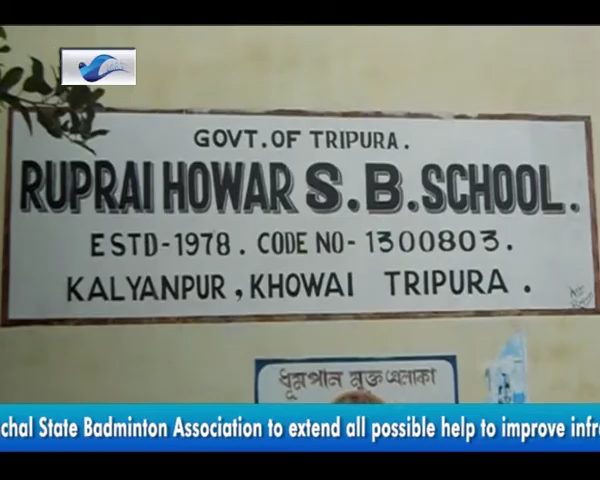 GOVT. OF TRIPURA.
RUPRAI HOWAR S.B.SCHOOL.
ESTD-1978. CODE NO- 1300803.
KALYANPUR, KHOWAI TRIPURA.
ধূমপান মুক্ত এলাকা
chal State Badminton Association to extend all possible help to improve infr